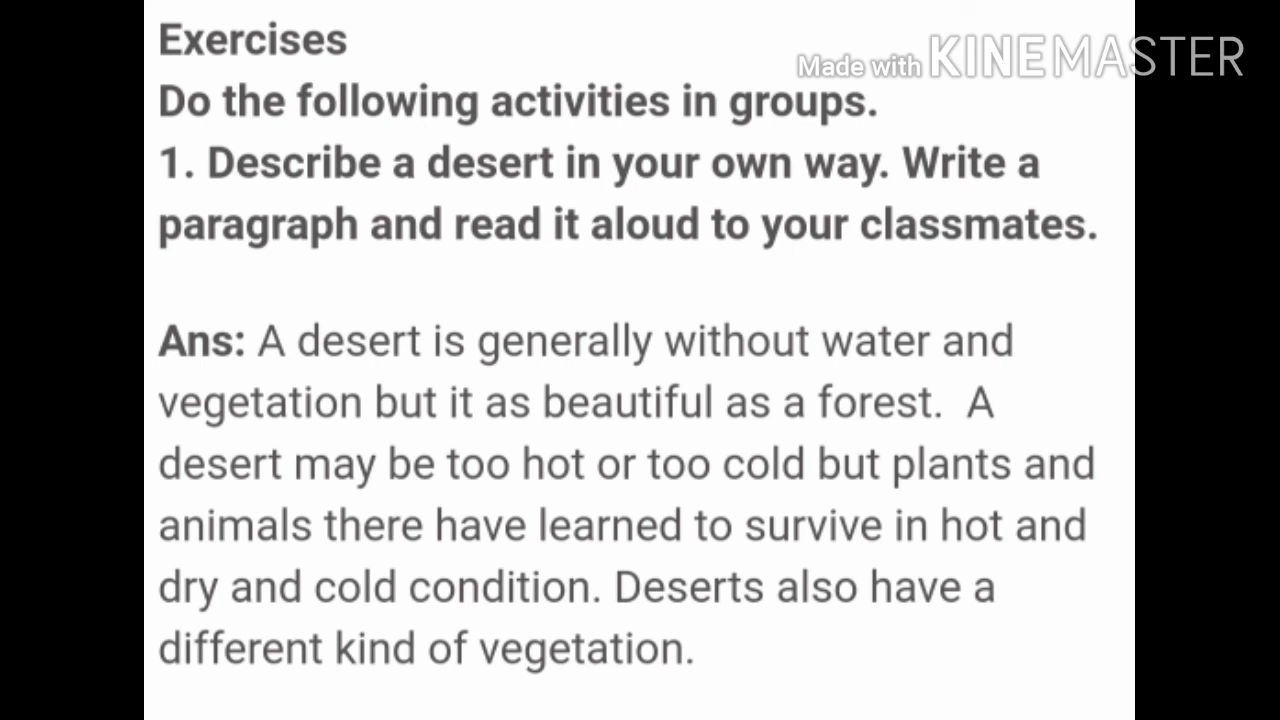 Exercises
Made with KINEMASTER
Do the following activities in groups.
1. Describe a desert in your own way. Write a
paragraph and read it aloud to your classmates.
Ans: A desert is generally without water and
vegetation but it as beautiful as a forest.  A
desert may be too hot or too cold but plants and
animals there have learned to survive in hot and
dry and cold condition. Deserts also have a
different kind of vegetation.